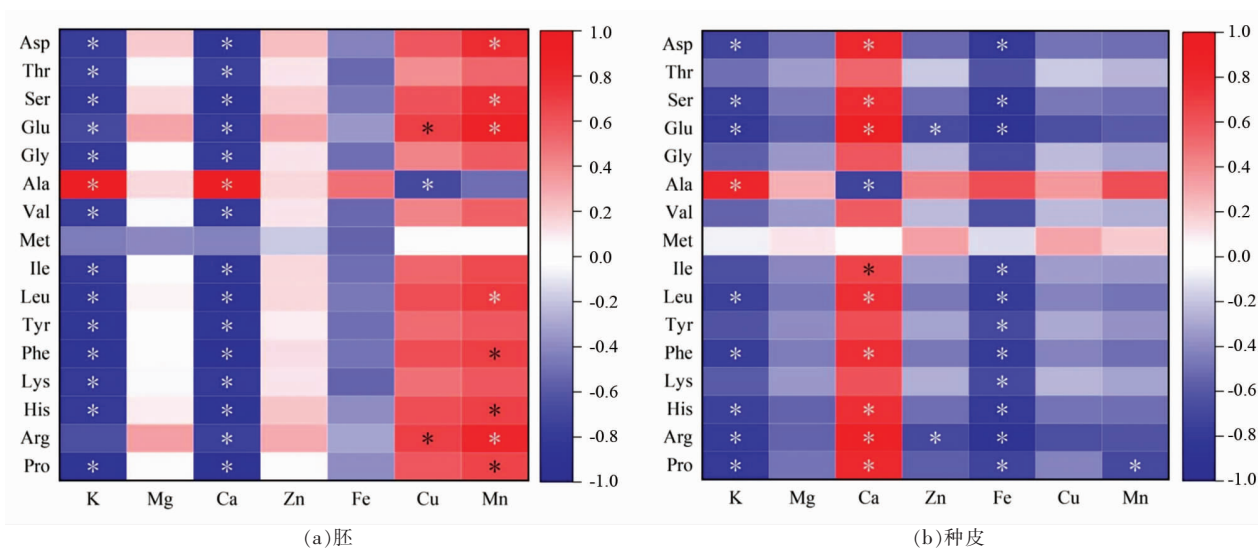 Asp
Thr
Ser
Glu
Gly
Ala
Val
Met
Ile
Leu
Tyr
Phe
Lys
His
Arg
Pro
K Mg Ca Zn Fe Cu Mn
1.0
0.8
0.6
0.4
0.2
0.0
-0.2
-0.4
-0.6
-0.8
-1.0
(a)胚
Asp
Thr
Ser
Glu
Gly
Ala
Val
Met
Ile
Leu
Tyr
Phe
Lys
His
Arg
Pro
K Mg Ca Zn Fe Cu Mn
1.0
0.8
0.6
0.4
0.2
0.0
-0.2
-0.4
-0.6
-0.8
-1.0
(b)种皮